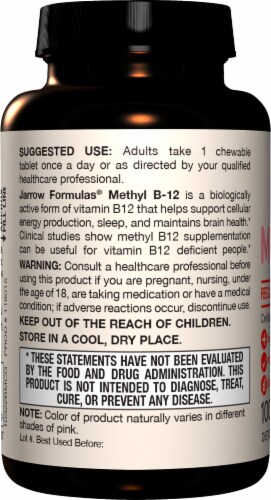 SUGGESTED USE: Adults take 1 chewable
tablet once a day or as directed by your qualified
healthcare professional.
Jarrow Formulas® Methyl B-12 is a biologically
active form of vitamin B12 that helps support cellular
energy production, sleep, and maintains brain health.*
Clinical studies show methyl B12 supplementation
can be useful for vitamin B12 deficient people.*
WARNING: Consult a healthcare professional before
using this product if you are pregnant, nursing, under
the age of 18, are taking medication or have a medical
condition; if adverse reactions occur, discontinue use.
KEEP OUT OF THE REACH OF CHILDREN.
STORE IN A COOL, DRY PLACE.
* THESE STATEMENTS HAVE NOT BEEN EVALUATED
BY THE FOOD AND DRUG ADMINISTRATION. THIS
PRODUCT IS NOT INTENDED TO DIAGNOSE, TREAT,
CURE, OR PREVENT ANY DISEASE.
NOTE: Color of product naturally varies in different
shades of pink.
Lot #. Best Used Before: